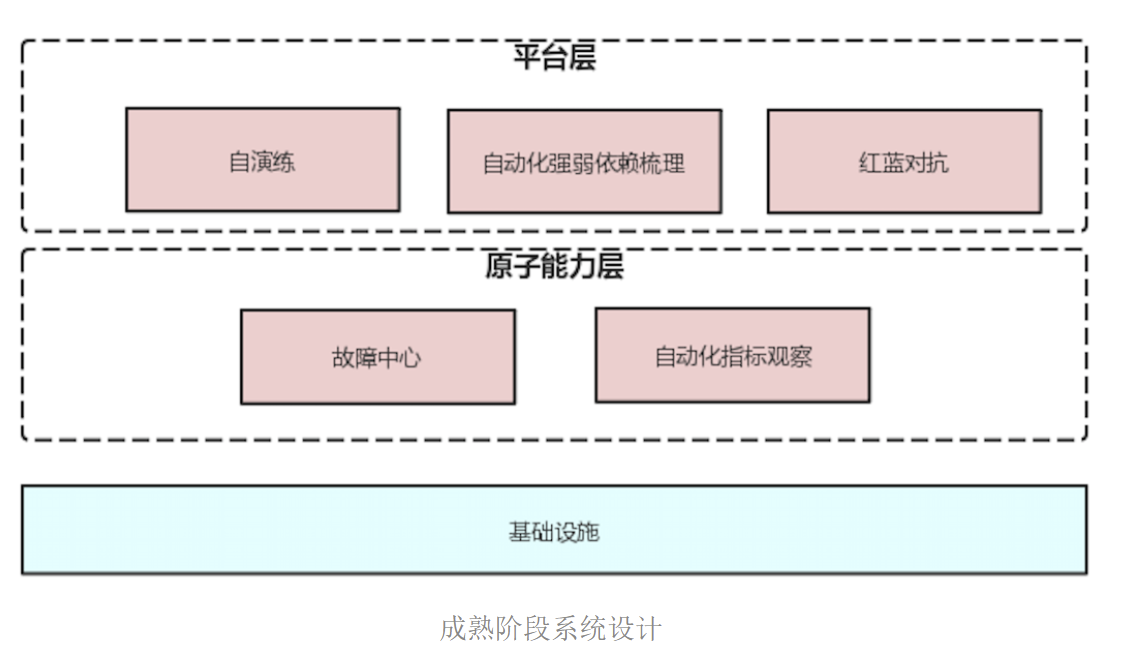 平台层
自演练
自动化强弱依赖梳理
红蓝对抗
原子能力层
故障中心
自动化指标观察
基础设施
成熟阶段系统设计